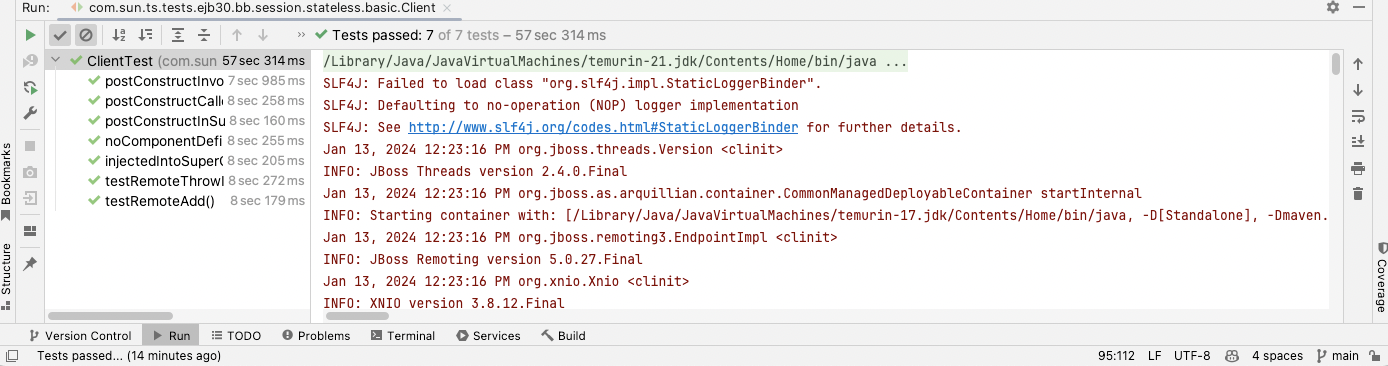 Run: com.sun.ts.tests.ejb30.bb.session.stateless.basic.Client
Tests passed: 7 of 7 tests – 57 sec 314 ms
ClientTest (com.sun 57 sec 314 ms
postConstructInvo 7 sec 985 ms
postConstructCall 8 sec 258 ms
postConstructInSu 8 sec 160 ms
noComponentDefi 8 sec 255 ms
injectedIntoSuper 8 sec 205 ms
testRemoteThrow 8 sec 272 ms
testRemoteAdd() 8 sec 179 ms
/Library/Java/JavaVirtualMachines/temurin-21.jdk/Contents/Home/bin/java ...
SLF4J: Failed to load class "org.slf4j.impl.StaticLoggerBinder".
SLF4J: Defaulting to no-operation (NOP) logger implementation
SLF4J: See http://www.slf4j.org/codes.html#StaticLoggerBinder for further details.
Jan 13, 2024 12:23:16 PM org.jboss.threads.Version <clinit>
INFO: JBoss Threads version 2.4.0.Final
Jan 13, 2024 12:23:16 PM org.jboss.as.arquillian.container.CommonManagedDeployableContainer startInternal
INFO: Starting container with: [/Library/Java/JavaVirtualMachines/temurin-17.jdk/Contents/Home/bin/java, -D[Standalone], -Dmaven.
Jan 13, 2024 12:23:16 PM org.jboss.remoting3.EndpointImpl <clinit>
INFO: JBoss Remoting version 5.0.27.Final
Jan 13, 2024 12:23:16 PM org.xnio.Xnio <clinit>
INFO: XNIO version 3.8.12.Final
Bookmarks
Structure
Coverage
Version Control Run TODO Problems Terminal Services Build
Tests passed... (14 minutes ago) 95:112 LF UTF-8 4 spaces main